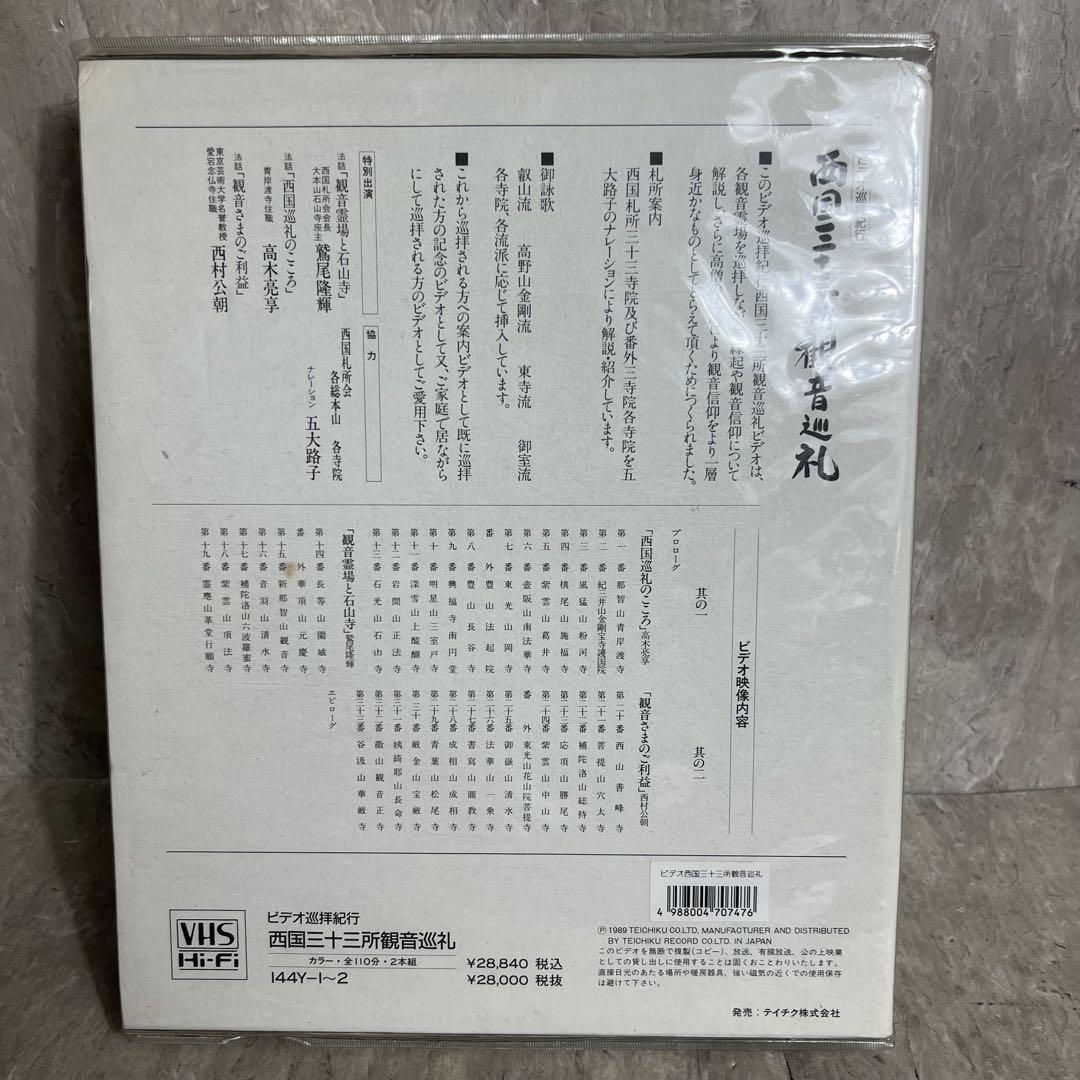 西国三十三所観音巡礼
■このビデオ巡拝紀行西国三十三所観音巡礼ビデオは、
各観音霊場を巡拝しな
縁起や観音信仰について
解説し、さらに高僧の
により観音信仰をより一層
身近かなものとしてとらえて頂くためにつくられました。
■札所案内
西国札所三十三寺院及び番外三寺院各寺院を五
大路子のナレーションにより解説・紹介しています。
■御詠歌
叡山流 高野山金剛流 東寺流 御室流
各寺院、各流派に応じて挿入しています。
■これから巡拝される方への案内ビデオとして既に巡拝
された方の記念のビデオとして又、ご家庭で居ながら
にして巡拝される方のビデオとしてご愛用下さい。
特別出演
法話「観音霊場と石山寺」
西国札所会会長
大本山石山寺座主 鷲尾隆輝
法話「西国巡礼のこころ」
青岸渡寺住職 高木亮享
法話「観音さまのご利益」
東京芸術大学名誉教授
愛宕念仏寺住職 西村公朝
協力
西国札所会
各総本山 各寺院
ナレーション 五大路子
ビデオ映像内容
其の一
プロローグ
「西国巡礼のこころ」高木亮享
第一番 那智山青岸渡寺
第二番 紀三井山金剛宝寺護国院
第三番 風猛山粉河寺
第四番 槙尾山施福寺
第五番 紫雲山葛井寺
第六番 壺阪山南法華寺
第七番 東光山岡寺
番外 豊山法起院
第八番 豊山長谷寺
第九番 興福寺南円堂
第十番 明星山三室戸寺
第十一番 深雪山上醍醐寺
第十二番 岩間山正法寺
第十三番 石光山石山寺
「観音霊場と石山寺」鷲尾隆輝
第十四番 長等山園城寺
番外 華頂山元慶寺
第十五番 新那智山観音寺
第十六番 音羽山清水寺
第十七番 補陀洛山六波羅蜜寺
第十八番 紫雲山頂法寺
第十九番 霊麀山革堂行願寺
其の二
「観音さまのご利益」西村公朝
第二十番 西山善峰寺
第二十一番 菩提山穴太寺
第二十二番 補陀洛山総持寺
第二十三番 応頂山勝尾寺
第二十四番 紫雲山中山寺
番外 東光山花山院菩提寺
第二十五番 御嶽山清水寺
第二十六番 法華山一乗寺
第二十七番 書寫山圓教寺
第二十八番 成相山成相寺
第二十九番 青葉山松尾寺
第三十番 厳金山宝厳寺
第三十一番 姨綺耶山長命寺
第三十二番 繖山観音正寺
第三十三番 谷汲山華厳寺
エピローグ
VHS
Hi-Fi
ビデオ巡拝紀行
西国三十三所観音巡礼
カラー・全110分・2本組
144Y-1~2
¥28,840 税込
¥28,000 税抜
ビデオ西国三十三所観音巡礼
4 988004 707476
Ⓟ 1989 TEICHIKU CO.LTD, MANUFACTURER AND DISTRIBUTED
BY TEICHIKU RECORD CO.LTD. IN JAPAN
このビデオを無断で複製(コピー)、放送、有線放送、公の上映業
としての貸し出しに使用することは固くおことわりいたします。
直接日光のあたる場所や暖房器具、強い磁気の近くでの使用保存
は避けて下さい。
発売:テイチク株式会社